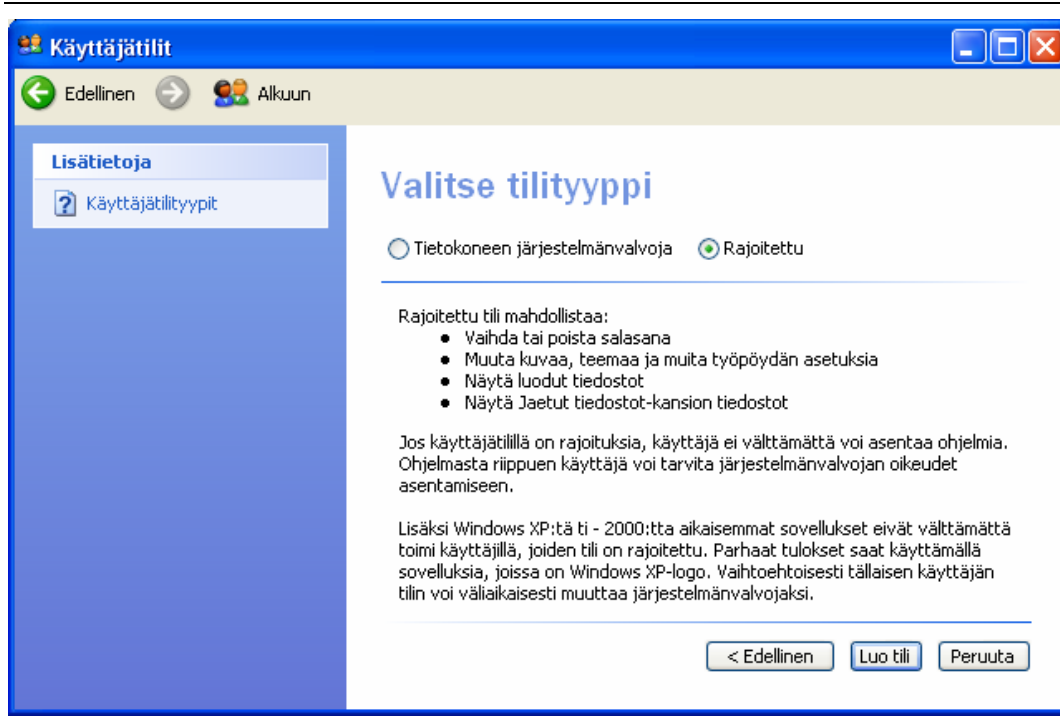 Käyttäjätilit
Edellinen
Alkuun
Lisätietoja
Käyttäjätilityypit
Valitse tilityyppi
Tietokoneen järjestelmänvalvoja
Rajoitettu
Rajoitettu tili mahdollistaa:
● Vaihda tai poista salasana
● Muuta kuvaa, teemaa ja muita työpöydän asetuksia
● Näytä luodut tiedostot
● Näytä Jaetut tiedostot-kansion tiedostot
Jos käyttäjätilillä on rajoituksia, käyttäjä ei välttämättä voi asentaa ohjelmia.
Ohjelmasta riippuen käyttäjä voi tarvita järjestelmänvalvojan oikeudet
asentamiseen.
Lisäksi Windows XP:tä ti - 2000:tta aikaisemmat sovellukset eivät välttämättä
toimi käyttäjillä, joiden tili on rajoitettu. Parhaat tulokset saat käyttämällä
sovelluksia, joissa on Windows XP-logo. Vaihtoehtoisesti tällaisen käyttäjän
tilin voi väliaikaisesti muuttaa järjestelmänvalvojaksi.
< Edellinen
Luo tili
Peruuta